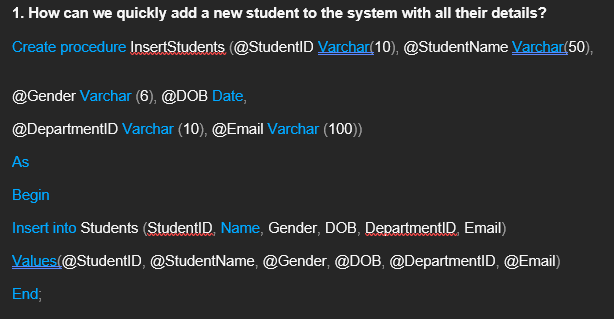 1. How can we quickly add a new student to the system with all their details?
Create procedure InsertStudents (@StudentID Varchar(10), @StudentName Varchar(50),
@Gender Varchar (6), @DOB Date,
@DepartmentID Varchar (10), @Email Varchar (100))
As
Begin
Insert into Students (StudentID, Name, Gender, DOB, DepartmentID, Email)
Values(@StudentID, @StudentName, @Gender, @DOB, @DepartmentID, @Email)
End;